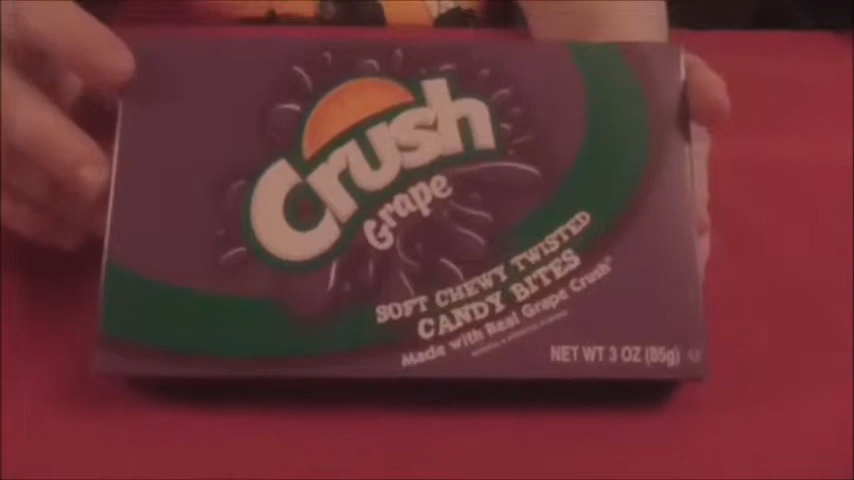 Crush
Grape
SOFT CHEWY TWISTED
CANDY BITES
Made with Real Grape Crush
NET WT 3 OZ (85g)